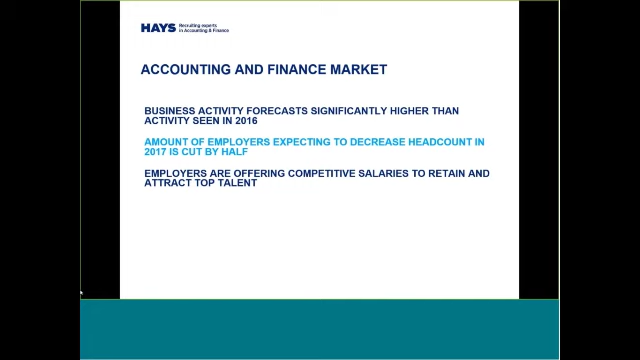 HAYS Recruiting experts
in Accounting & Finance
ACCOUNTING AND FINANCE MARKET
BUSINESS ACTIVITY FORECASTS SIGNIFICANTLY HIGHER THAN
ACTIVITY SEEN IN 2016
AMOUNT OF EMPLOYERS EXPECTING TO DECREASE HEADCOUNT IN
2017 IS CUT BY HALF
EMPLOYERS ARE OFFERING COMPETITIVE SALARIES TO RETAIN AND
ATTRACT TOP TALENT